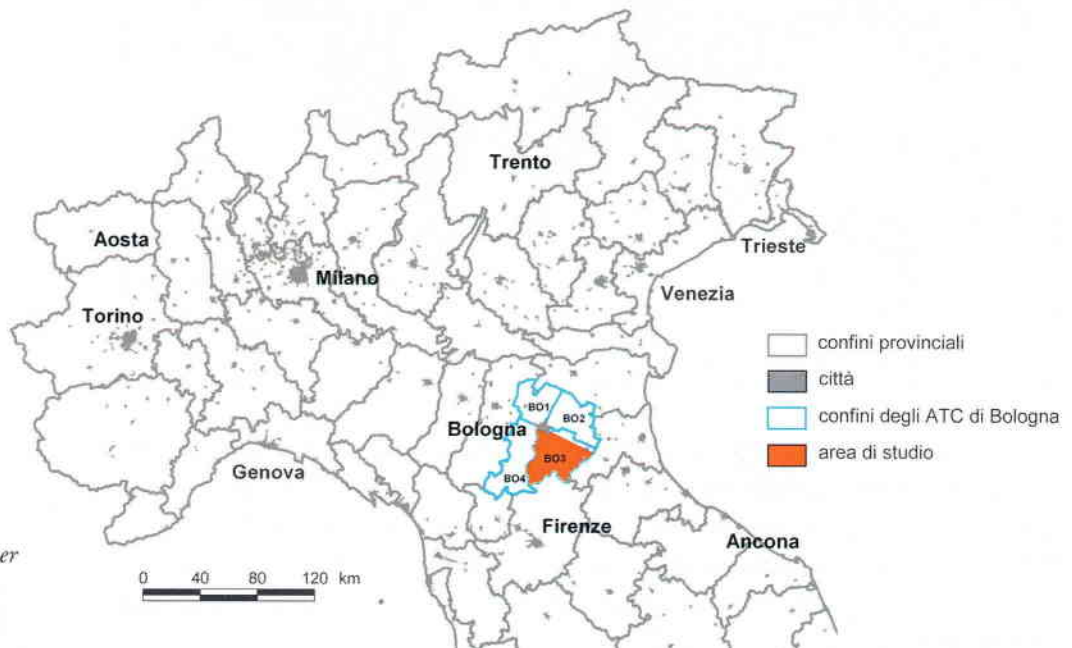 Trento
Aosta
Trieste
Milano
Venezia
Torino
confini provinciali
città
BO1
BO2
confini degli ATC di Bologna
Bologna
area di studio
BO3
Genova
BO4
Firenze
Ancona
er
0 40 80 120 km